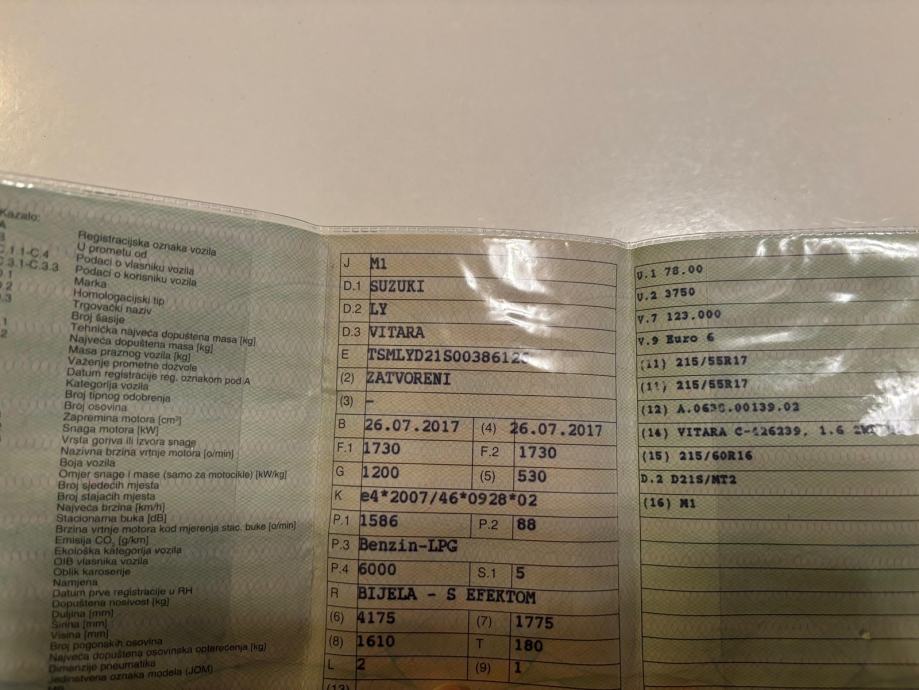 Kazalo:
A Registracijska oznaka vozila
U prometu od
C.1.1-C.4 Podaci o vlasniku vozila
C.3.1-C.3.3 Podaci o korisniku vozila
Marka
Homologacijski tip
Trgovački naziv
Broj šasije
Tehnička najveća dopuštena masa [kg]
Najveća dopuštena masa [kg]
Masa praznog vozila [kg]
Važenje prometne dozvole
Datum registracije reg. oznakom pod A
Kategorija vozila
Broj tipnog odobrenja
Broj osovina
Zapremina motora [cm³]
Snaga motora [kW]
Vrsta goriva ili izvora snage
Nazivna brzina vrtnje motora [o/min]
Boja vozila
Omjer snage i mase (samo za motocikle) [kW/kg]
Broj sjedećih mjesta
Broj stajaćih mjesta
Najveća brzina [km/h]
Stacionarna buka [dB]
Brzina vrtnje motora kod mjerenja stac. buke [o/min]
Emisija CO₂ [g/km]
Ekološka kategorija vozila
OIB vlasnika vozila
Oblik karoserije
Namjena
Datum prve registracije u RH
Dopuštena nosivost [kg]
Duljina [mm]
Širina [mm]
Visina [mm]
Broj pogonskih osovina
Najveća dopuštena osovinska opterećenja [kg]
Dimenzije pneumatika
Jedinstvena oznaka modela (JOM)
J M1
D.1 SUZUKI
D.2 LY
D.3 VITARA
E
(2) ZATVORENI
(3) -
B 26.07.2017 (4) 26.07.2017
F.1 1730 F.2 1730
G 1200 (5) 530
K e4*2007/46*0928*02
P.1 1586 P.2 88
P.3 Benzin-LPG
P.4 6000 S.1 5
R BIJELA - S EFEKTOM
(6) 4175 (7) 1775
(8) 1610 T 180
L 2 (9) 1
U.1 78.00
U.2 3750
V.7 123.000
V.9 Euro 6
(11) 215/55R17
(11) 215/55R17
(12)
(14) VITARA 1.6
(15) 215/60R16
D.2 D21S/MT2
(16) M1